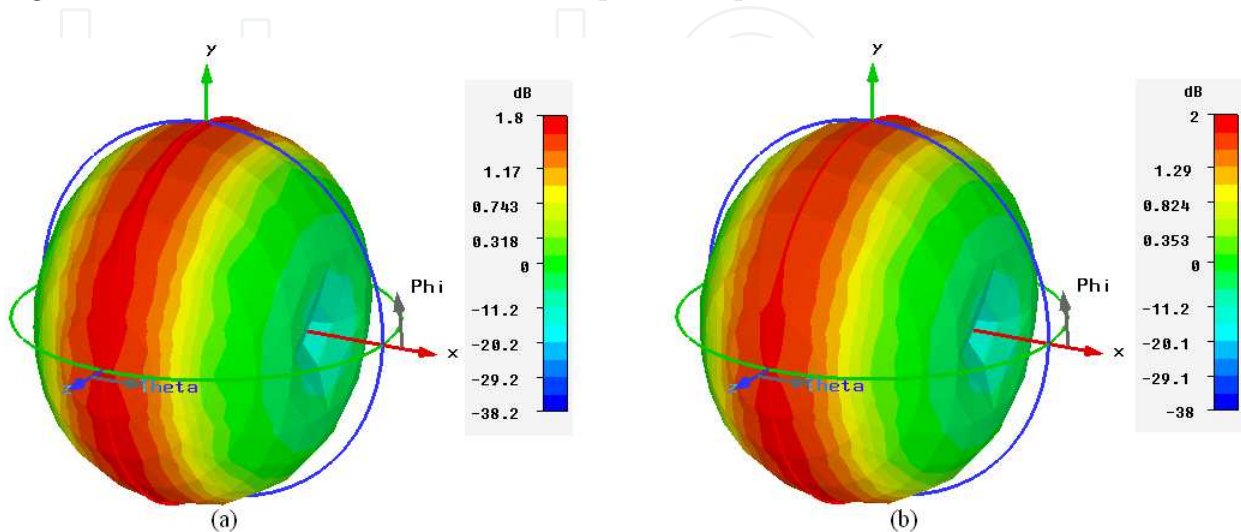 y
dB
1.8
1.17
0.743
0.318
0
-11.2
-20.2
-29.2
-38.2
Phi
x
z
Theta
(a)
y
dB
2
1.29
0.824
0.353
0
-11.2
-20.1
-29.1
-38
Phi
x
z
Theta
(b)